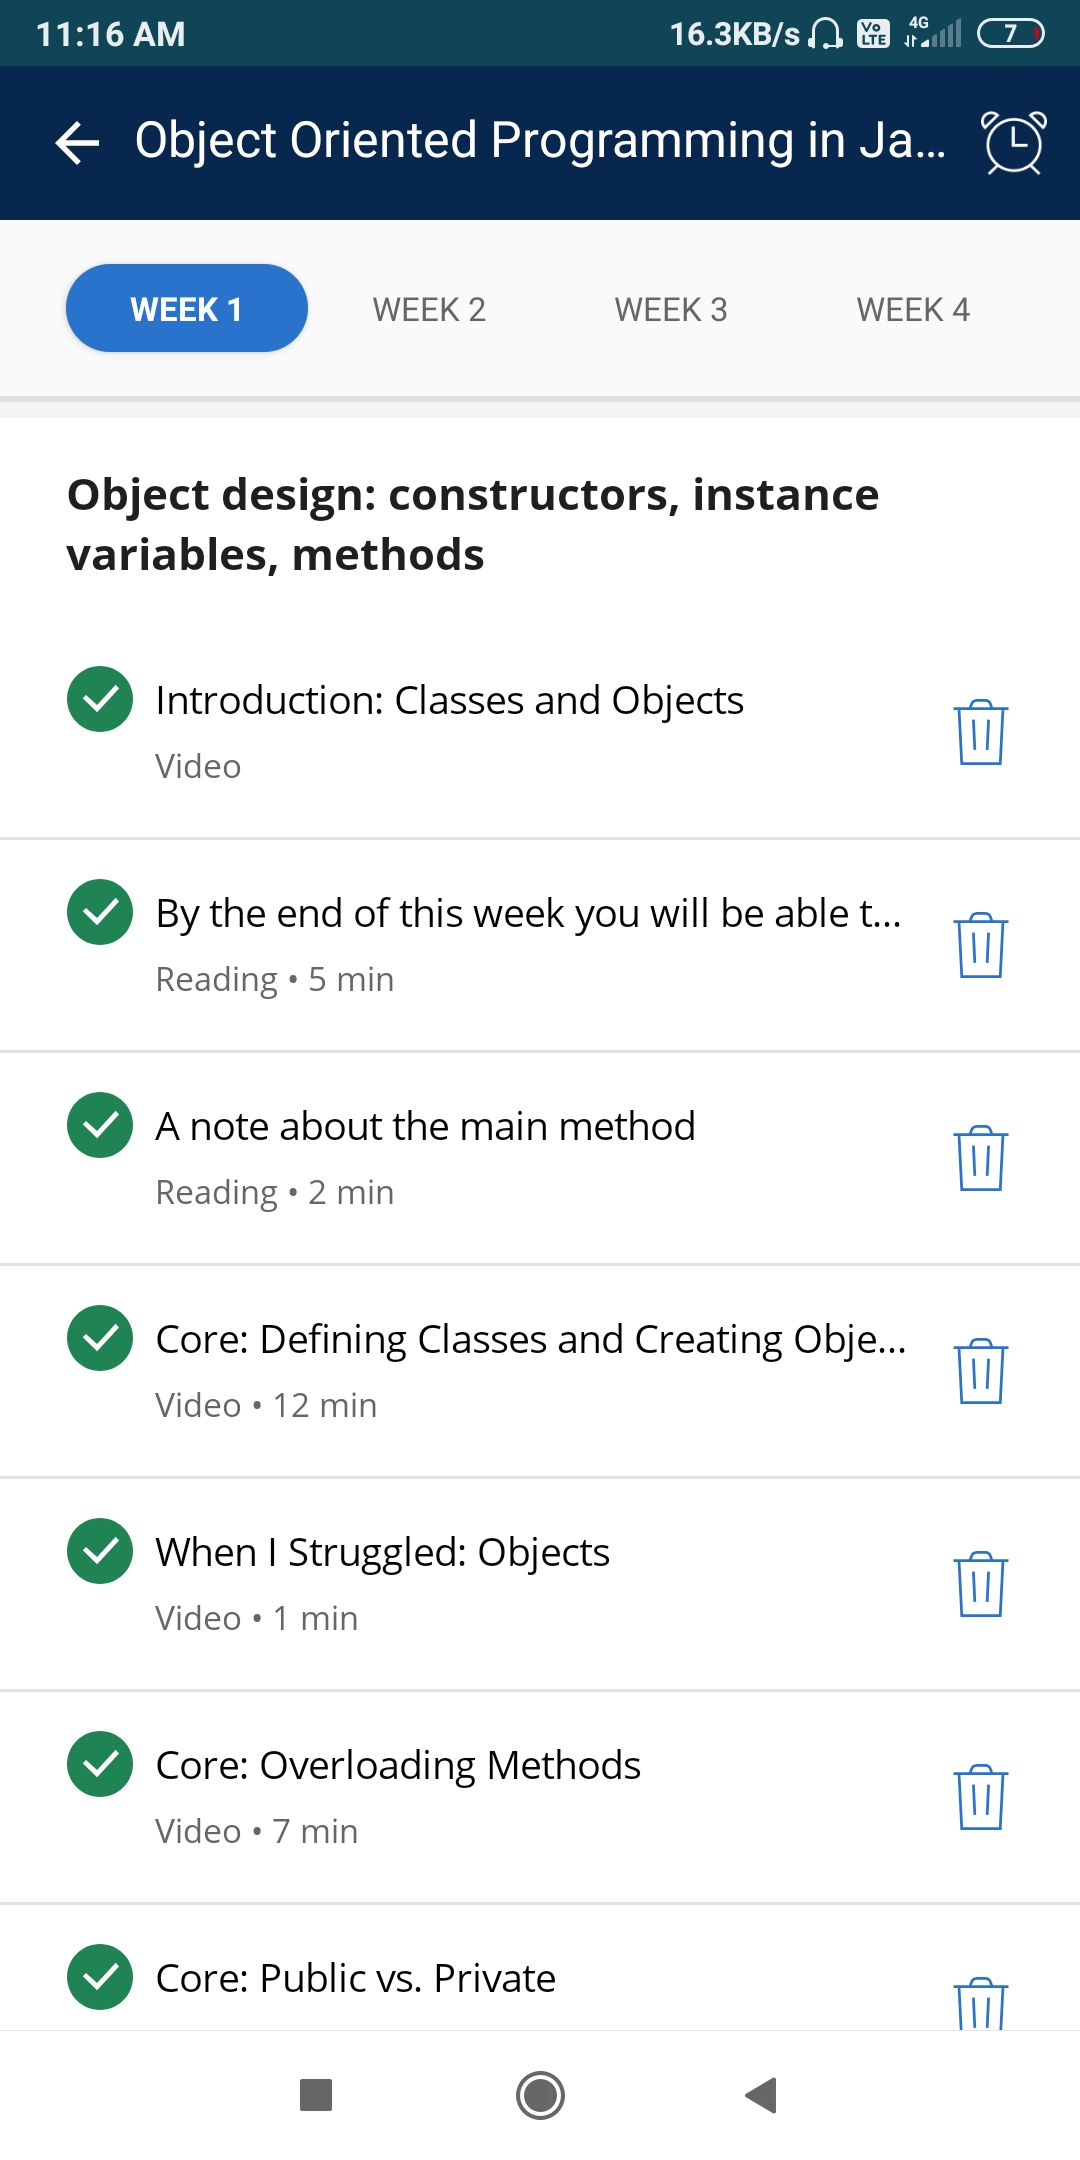 11:16 AM 16.3KB/s Vo LTE 4G 7
Object Oriented Programming in Ja...
WEEK 1 WEEK 2 WEEK 3 WEEK 4
Object design: constructors, instance
variables, methods
Introduction: Classes and Objects
Video
By the end of this week you will be able t...
Reading • 5 min
A note about the main method
Reading • 2 min
Core: Defining Classes and Creating Obje...
Video • 12 min
When I Struggled: Objects
Video • 1 min
Core: Overloading Methods
Video • 7 min
Core: Public vs. Private